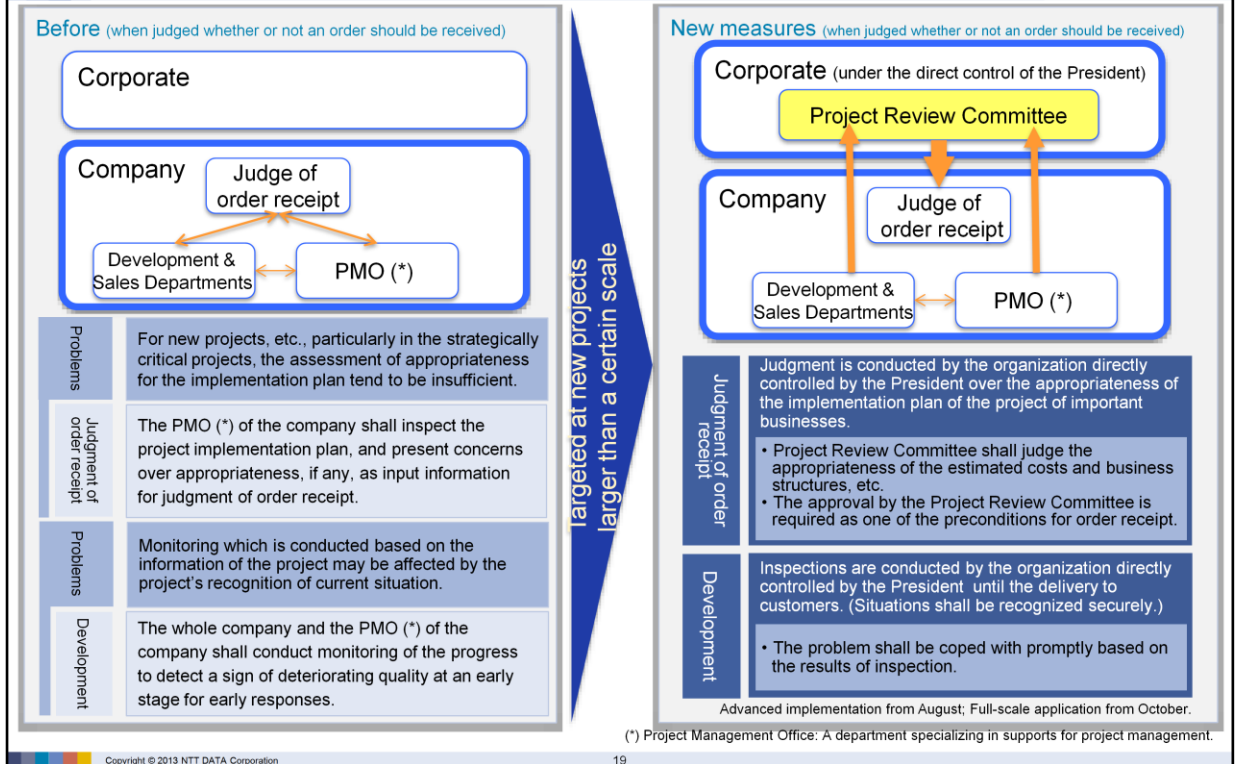 Before (when judged whether or not an order should be received)
Corporate
Company
Judge of
order receipt
Development &
Sales Departments
PMO (*)
Problems
For new projects, etc., particularly in the strategically
critical projects, the assessment of appropriateness
for the implementation plan tend to be insufficient.
Judgment of
order receipt
The PMO (*) of the company shall inspect the
project implementation plan, and present concerns
over appropriateness, if any, as input information
for judgment of order receipt.
Problems
Monitoring which is conducted based on the
information of the project may be affected by the
project's recognition of current situation.
Development
The whole company and the PMO (*) of the
company shall conduct monitoring of the progress
to detect a sign of deteriorating quality at an early
stage for early responses.
Targeted at new projects
larger than a certain scale
New measures (when judged whether or not an order should be received)
Corporate (under the direct control of the President)
Project Review Committee
Company
Judge of
order receipt
Development &
Sales Departments
PMO (*)
Judgment of order
receipt
Judgment is conducted by the organization directly
controlled by the President over the appropriateness of
the implementation plan of the project of important
businesses.
• Project Review Committee shall judge the
appropriateness of the estimated costs and business
structures, etc.
• The approval by the Project Review Committee is
required as one of the preconditions for order receipt.
Development
Inspections are conducted by the organization directly
controlled by the President until the delivery to
customers. (Situations shall be recognized securely.)
• The problem shall be coped with promptly based on
the results of inspection.
Advanced implementation from August; Full-scale application from October.
(*) Project Management Office: A department specializing in supports for project management.
Copyright © 2013 NTT DATA Corporation
19